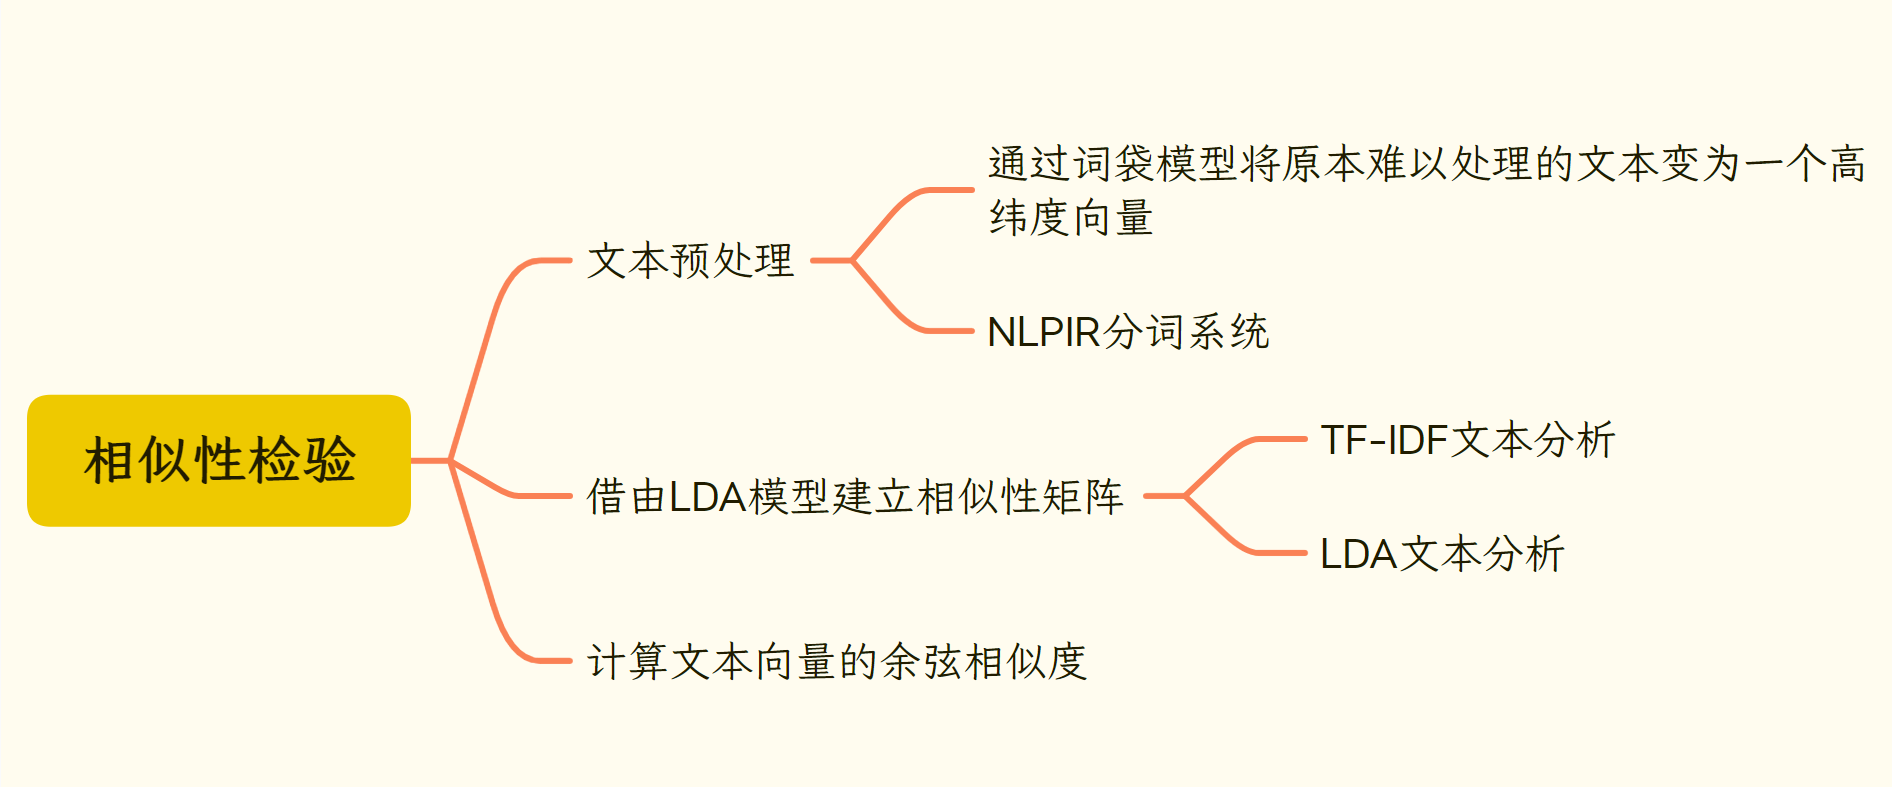 相似性检验
文本预处理
通过词袋模型将原本难以处理的文本变为一个高
纬度向量
NLPIR分词系统
借由LDA模型建立相似性矩阵
TF-IDF文本分析
LDA文本分析
计算文本向量的余弦相似度